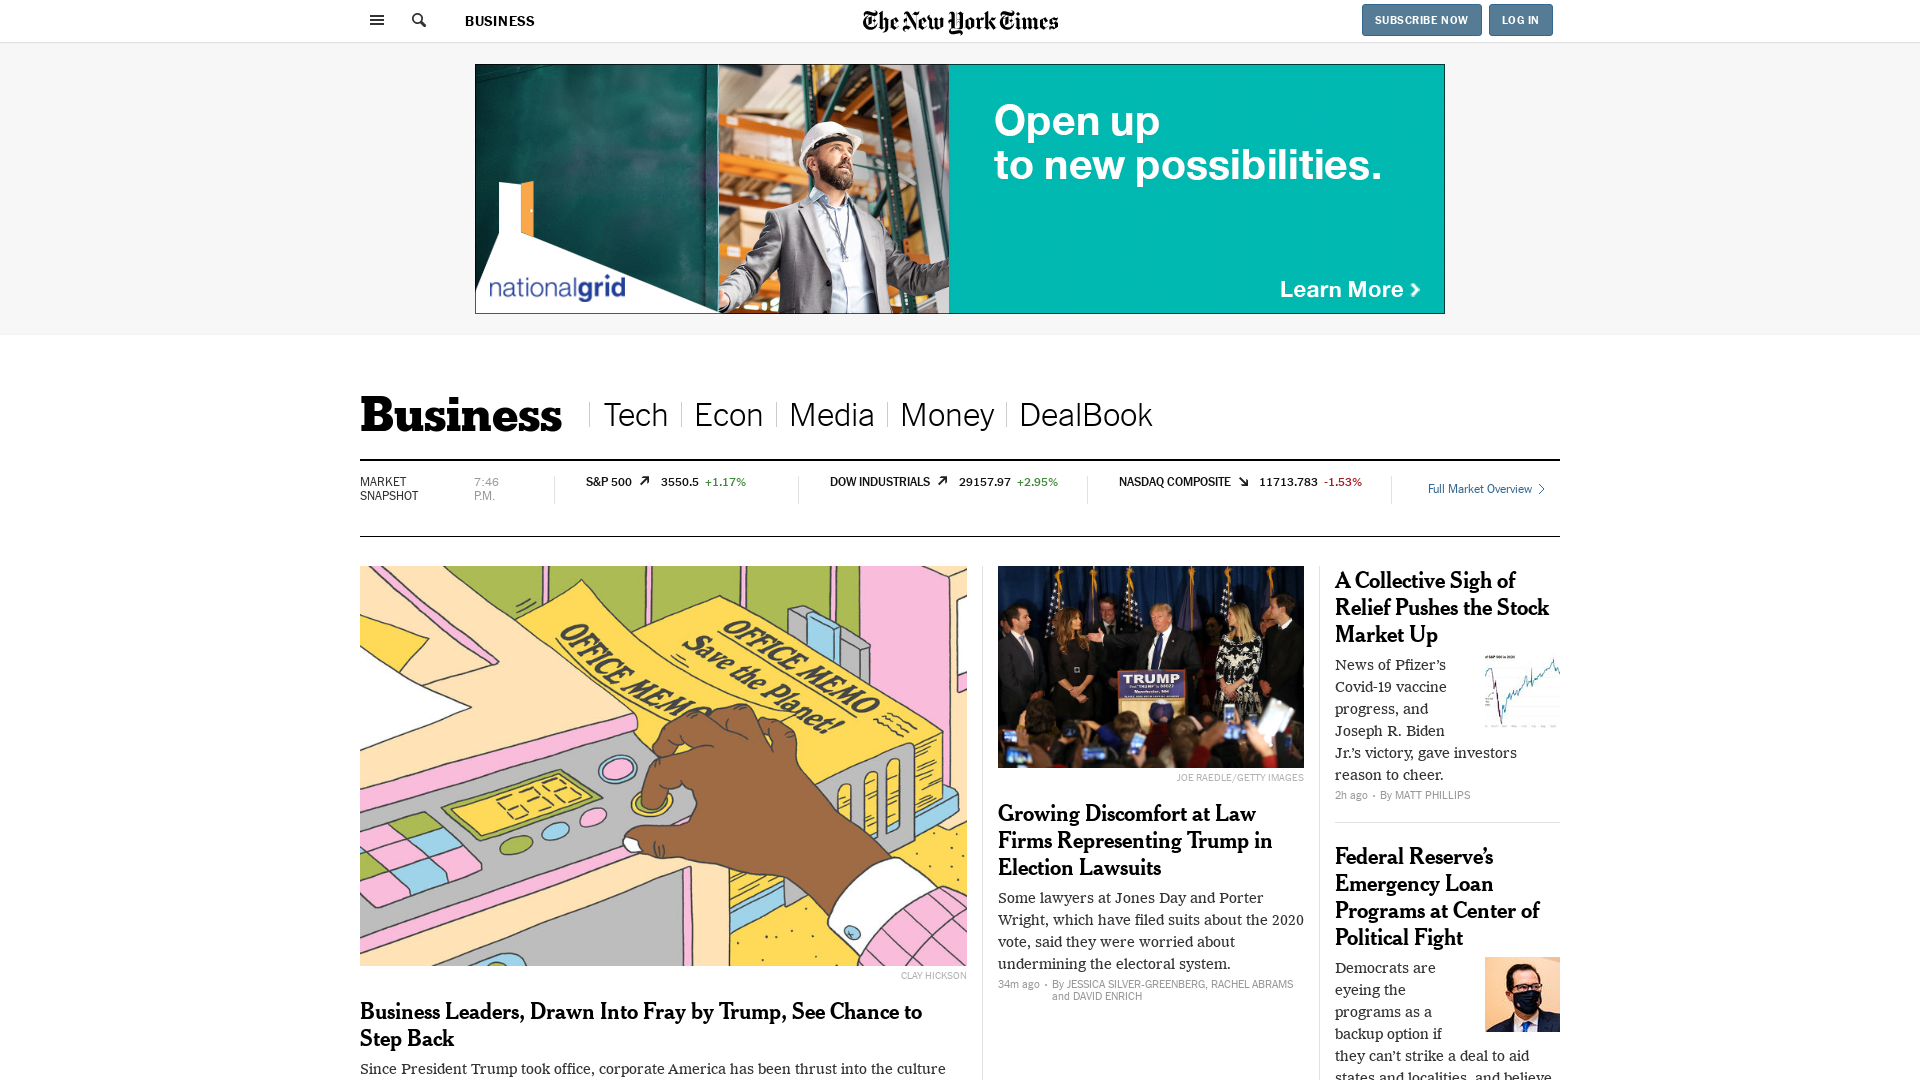 BUSINESS
The New York Times
SUBSCRIBE NOW
LOG IN
Open up
to new possibilities.
nationalgrid
Learn More
Business
Tech
Econ
Media
Money
DealBook
MARKET
SNAPSHOT
7:46
P.M.
S&P 500 3550.5 +1.17%
DOW INDUSTRIALS 29157.97 +2.95%
NASDAQ COMPOSITE 11713.783 -1.53%
Full Market Overview
OFFICE MEMO
OFFICE MEMO
Save the Planet!
CLAY HICKSON
Business Leaders, Drawn Into Fray by Trump, See Chance to
Step Back
Since President Trump took office, corporate America has been thrust into the culture
TRUMP
JOE RAEDLE/GETTY IMAGES
Growing Discomfort at Law
Firms Representing Trump in
Election Lawsuits
Some lawyers at Jones Day and Porter
Wright, which have filed suits about the 2020
vote, said they were worried about
undermining the electoral system.
34m ago • By JESSICA SILVER-GREENBERG, RACHEL ABRAMS
and DAVID ENRICH
A Collective Sigh of
Relief Pushes the Stock
Market Up
News of Pfizer’s
Covid-19 vaccine
progress, and
Joseph R. Biden
Jr.’s victory, gave investors
reason to cheer.
2h ago • By MATT PHILLIPS
Federal Reserve’s
Emergency Loan
Programs at Center of
Political Fight
Democrats are
eyeing the
programs as a
backup option if
they can’t strike a deal to aid
states and localities, and believe